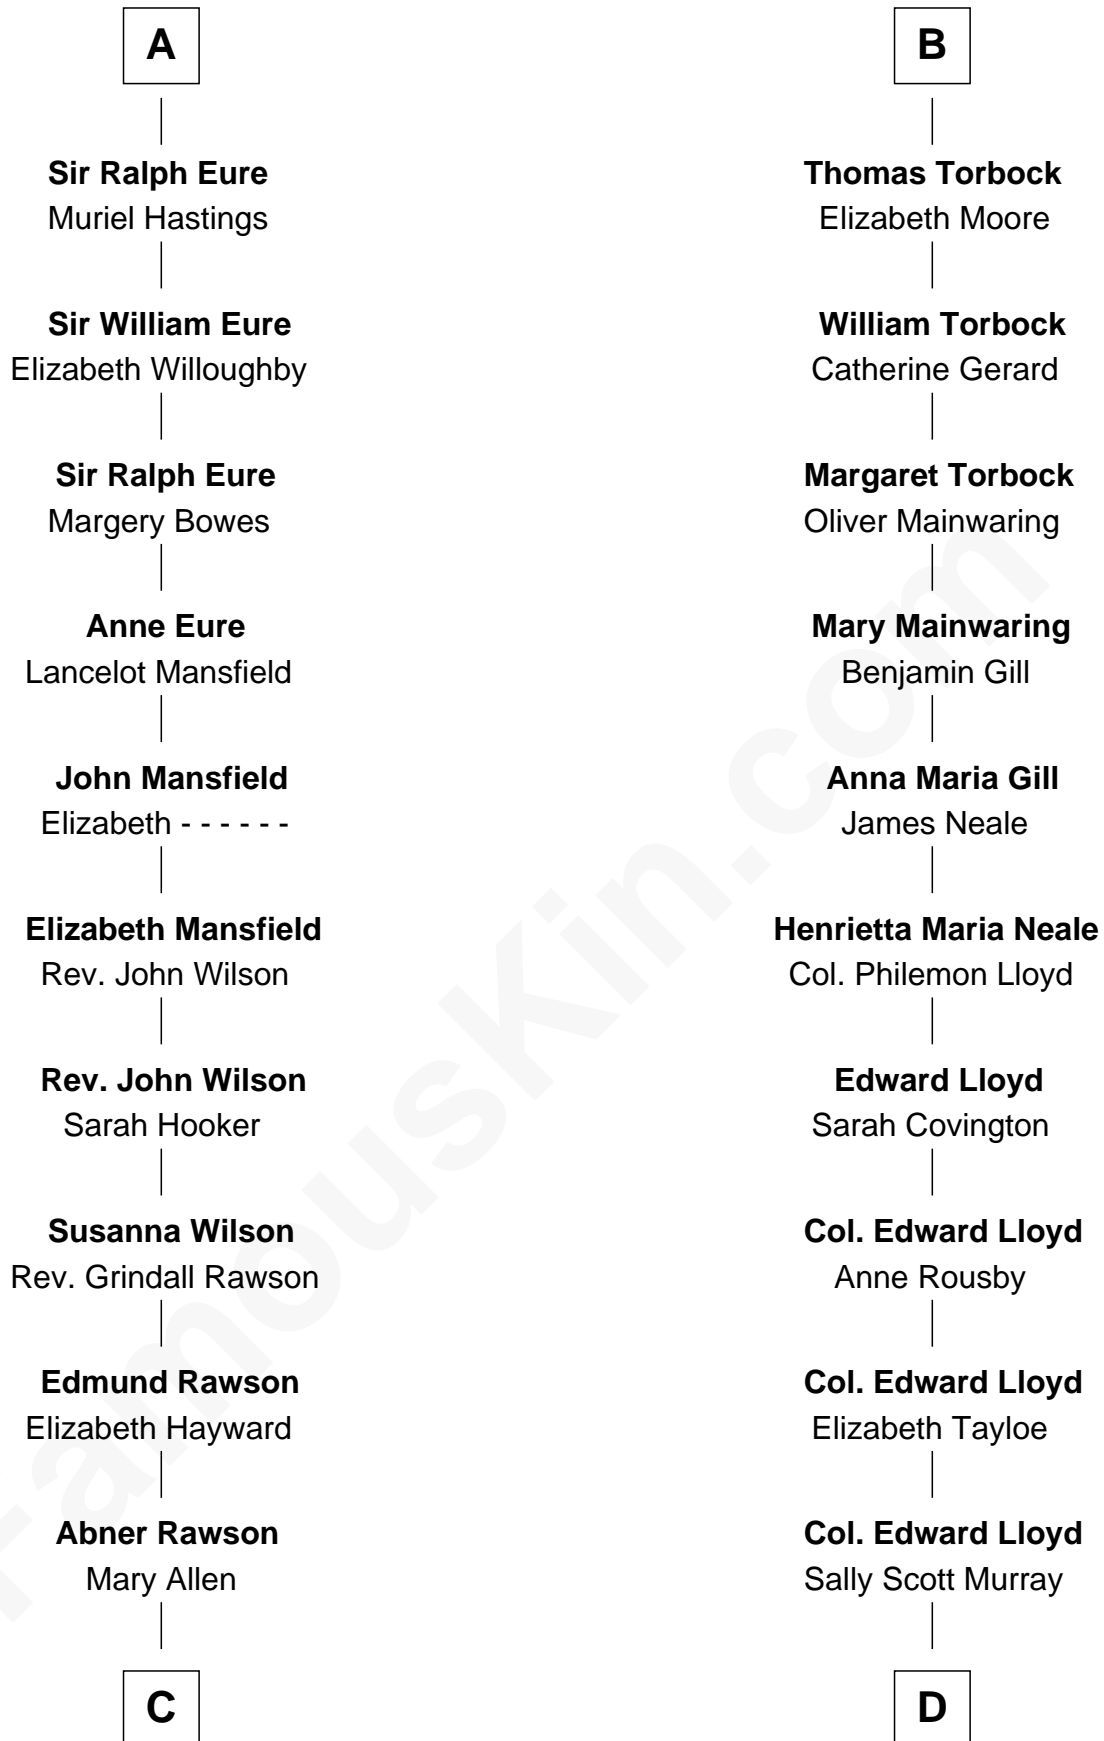 A
Sir Ralph Eure
Muriel Hastings
Sir William Eure
Elizabeth Willoughby
Sir Ralph Eure
Margery Bowes
Anne Eure
Lancelot Mansfield
John Mansfield
Elizabeth - - - - - -
Elizabeth Mansfield
Rev. John Wilson
Rev. John Wilson
Sarah Hooker
Susanna Wilson
Rev. Grindall Rawson
Edmund Rawson
Elizabeth Hayward
Abner Rawson
Mary Allen
C
B
Thomas Torbock
Elizabeth Moore
William Torbock
Catherine Gerard
Margaret Torbock
Oliver Mainwaring
Mary Mainwaring
Benjamin Gill
Anna Maria Gill
James Neale
Henrietta Maria Neale
Col. Philemon Lloyd
Edward Lloyd
Sarah Covington
Col. Edward Lloyd
Anne Rousby
Col. Edward Lloyd
Elizabeth Tayloe
Col. Edward Lloyd
Sally Scott Murray
D
FamousKin.com